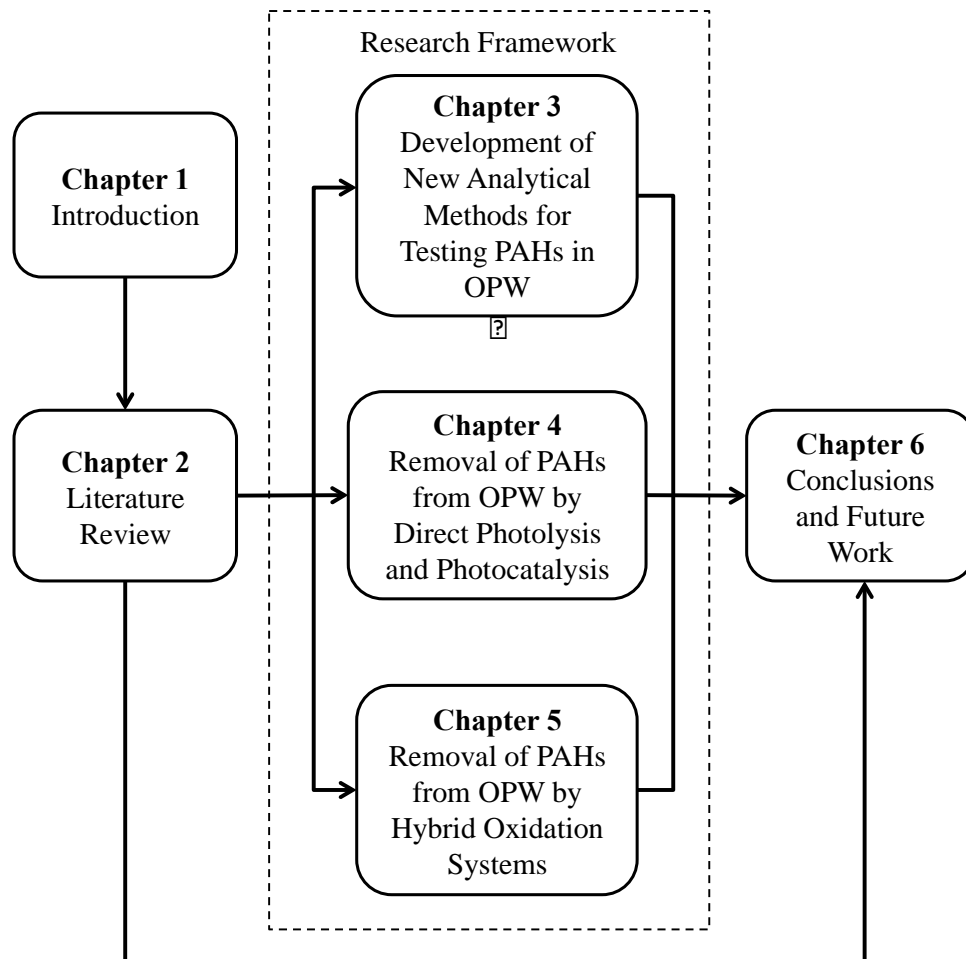 Research Framework
Chapter 1
Introduction
Chapter 2
Literature
Review
Chapter 3
Development of
New Analytical
Methods for
Testing PAHs in
OPW
Chapter 4
Removal of PAHs
from OPW by
Direct Photolysis
and Photocatalysis
Chapter 5
Removal of PAHs
from OPW by
Hybrid Oxidation
Systems
Chapter 6
Conclusions
and Future
Work